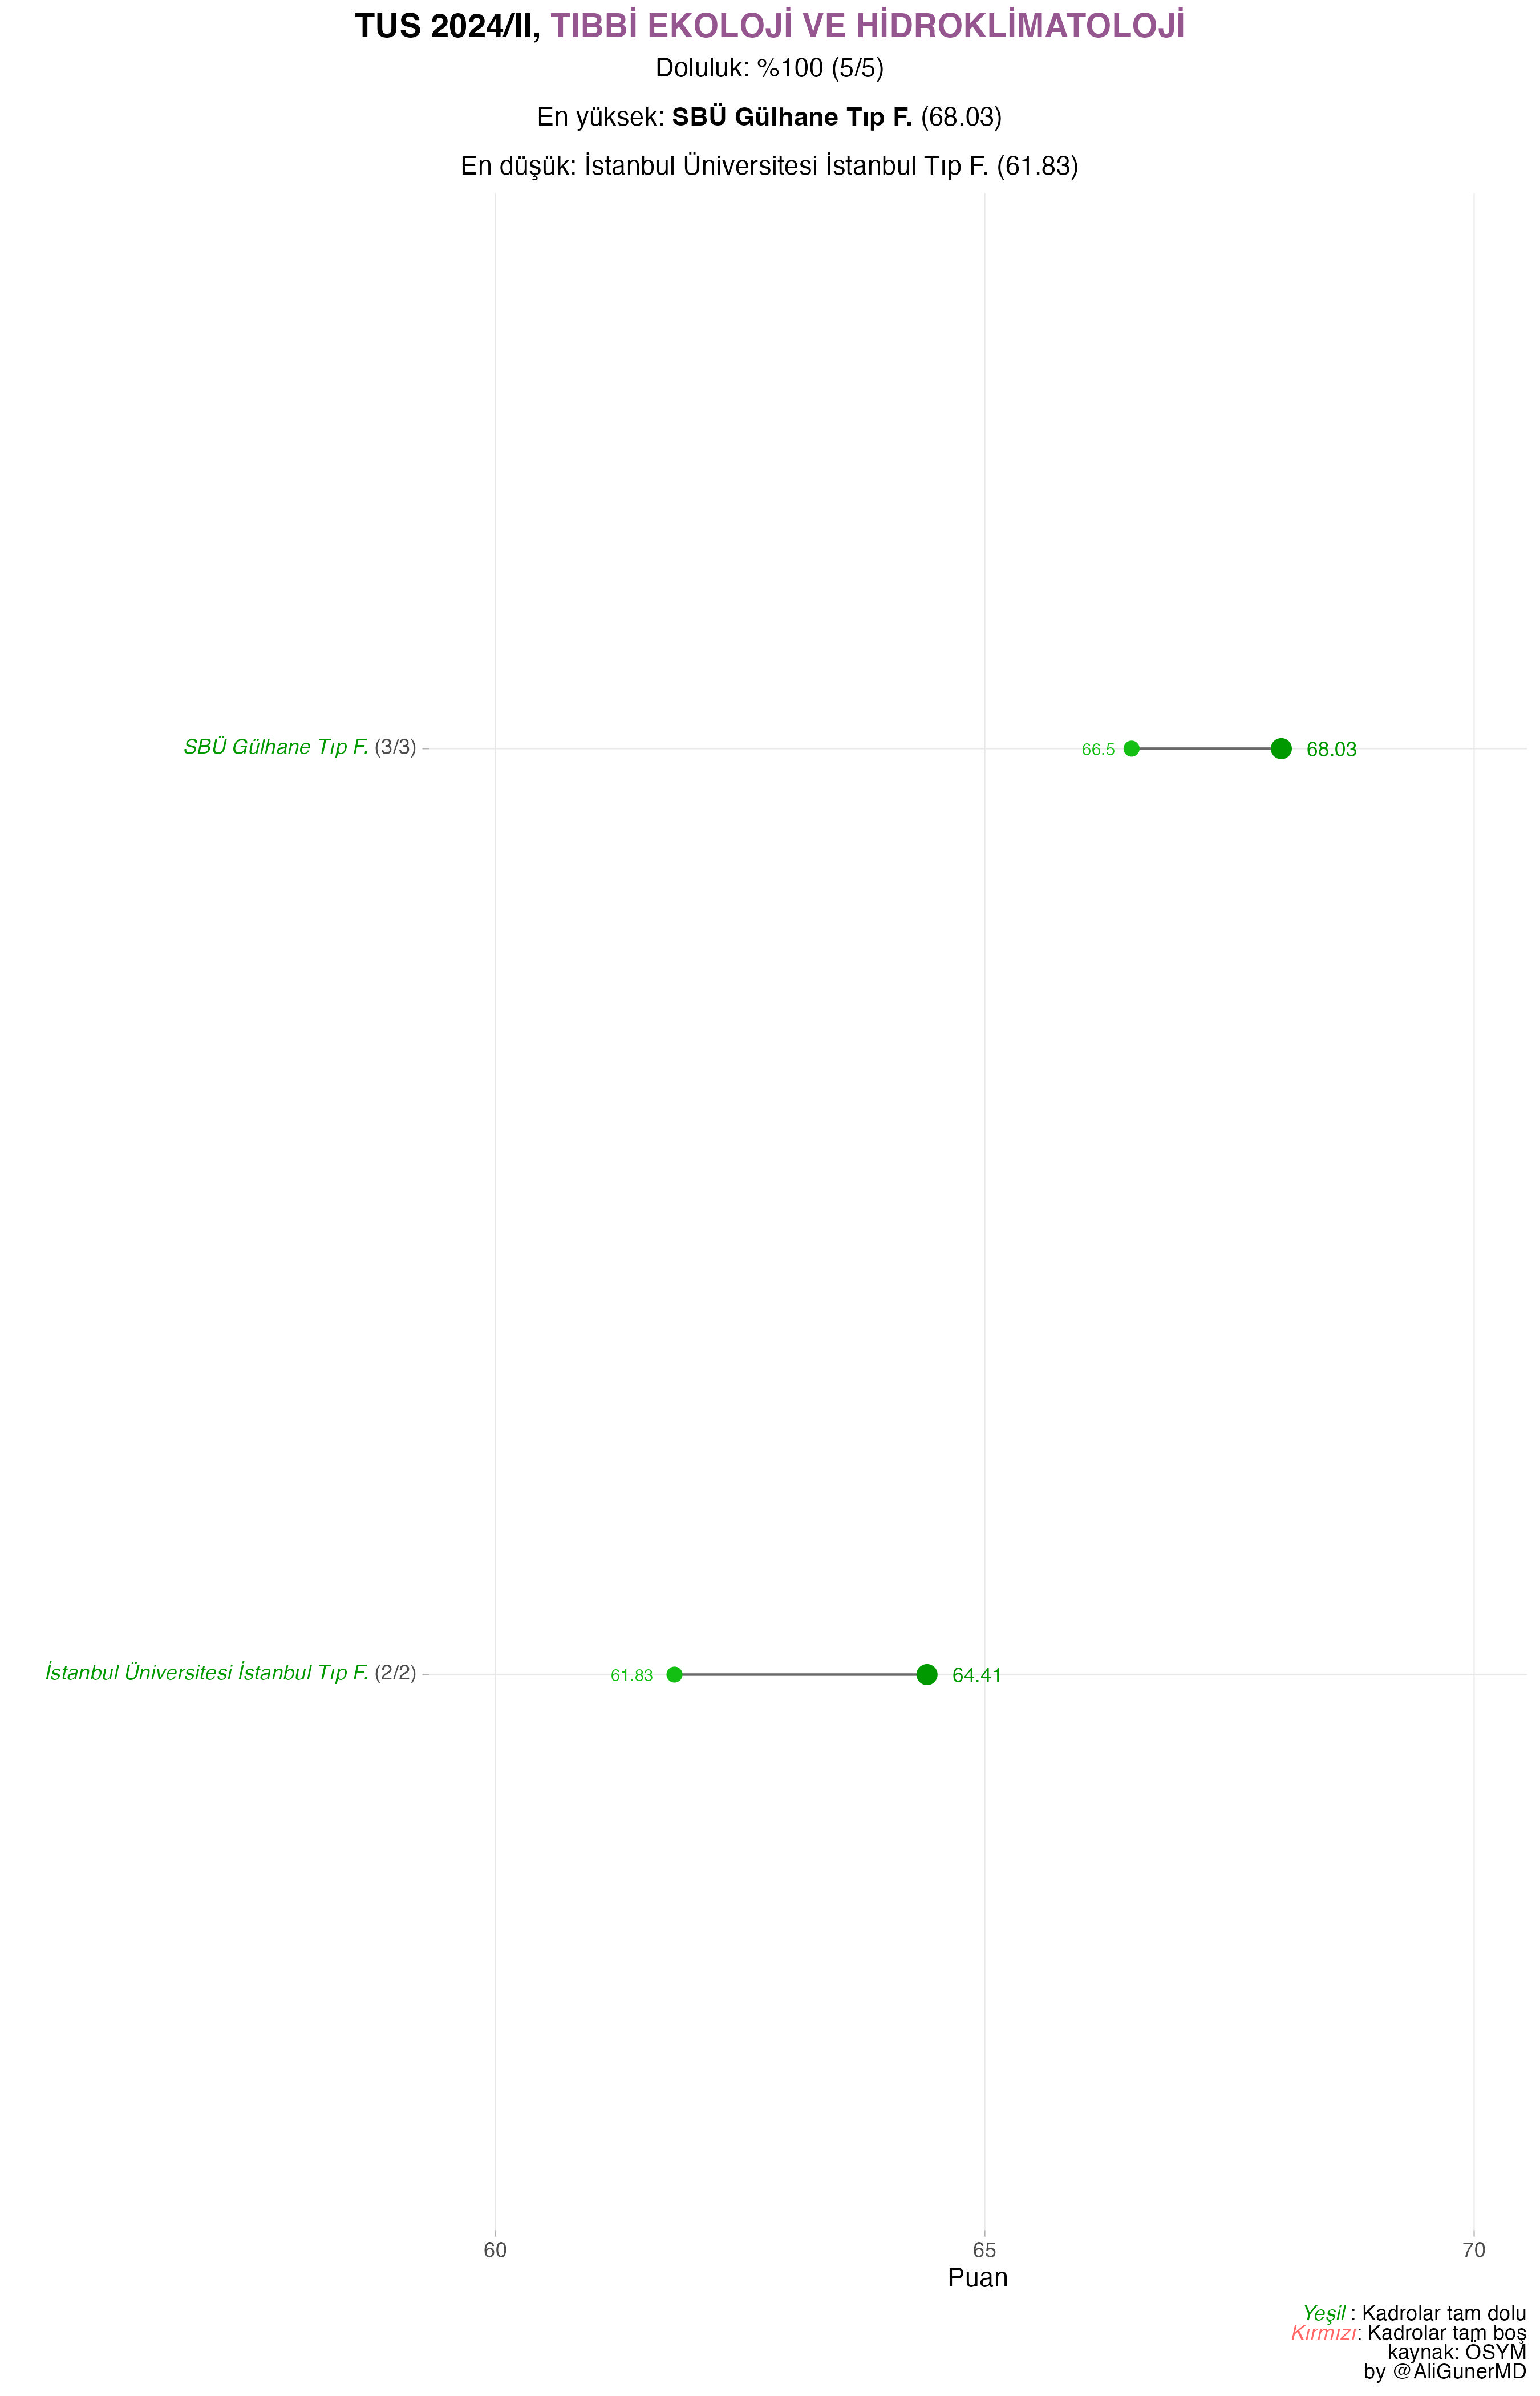 TUS 2024/II, TIBBİ EKOLOJİ VE HİDROKLİMATOLOJİ
Doluluk: %100 (5/5)
En yüksek: SBÜ Gülhane Tıp F. (68.03)
En düşük: İstanbul Üniversitesi İstanbul Tıp F. (61.83)
SBÜ Gülhane Tıp F. (3/3) 66.5 68.03
İstanbul Üniversitesi İstanbul Tıp F. (2/2) 61.83 64.41
60 65 70
Puan
Yeşil : Kadrolar tam dolu
Kırmızı: Kadrolar tam boş
kaynak: ÖSYM
by @AliGunerMD